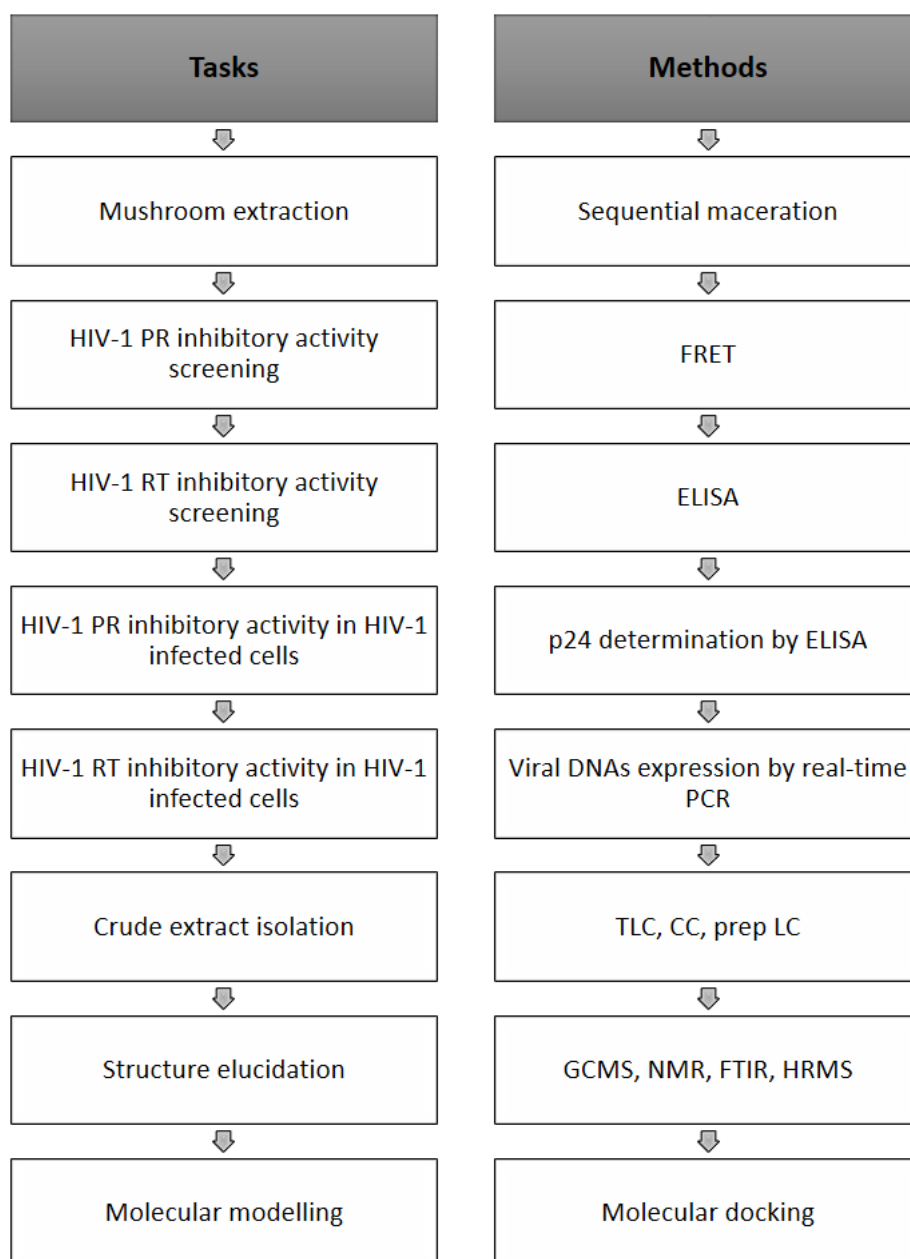 Tasks
Mushroom extraction
HIV-1 PR inhibitory activity
screening
HIV-1 RT inhibitory activity
screening
HIV-1 PR inhibitory activity in HIV-1
infected cells
HIV-1 RT inhibitory activity in HIV-1
infected cells
Crude extract isolation
Structure elucidation
Molecular modelling
Methods
Sequential maceration
FRET
ELISA
p24 determination by ELISA
Viral DNAs expression by real-time
PCR
TLC, CC, prep LC
GCMS, NMR, FTIR, HRMS
Molecular docking